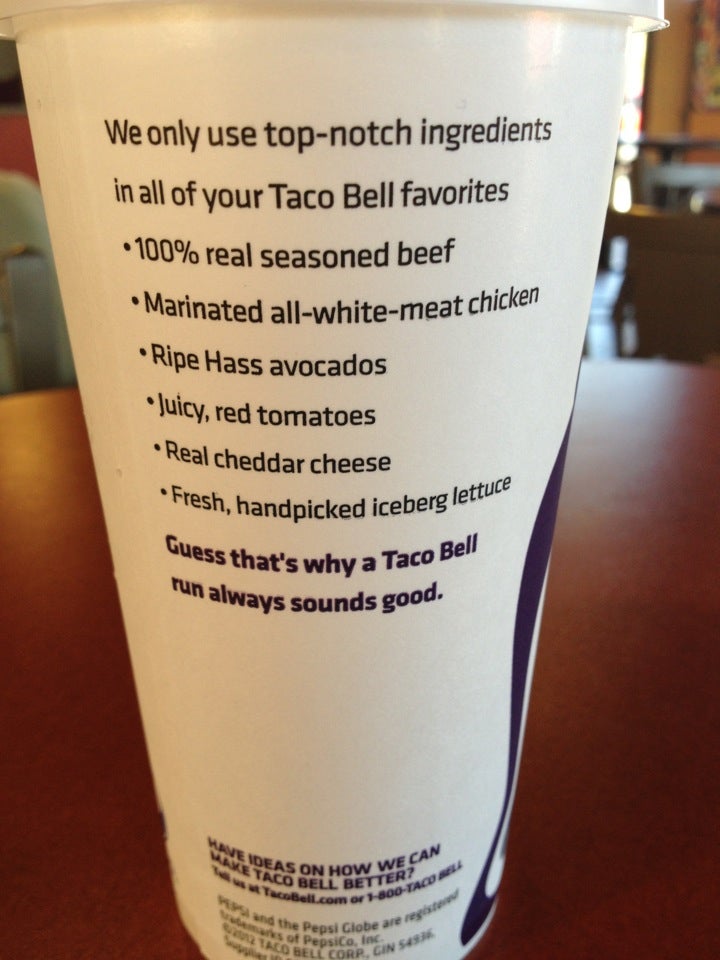 We only use top-notch ingredients
in all of your Taco Bell favorites
•100% real seasoned beef
•Marinated all-white-meat chicken
•Ripe Hass avocados
•Juicy, red tomatoes
•Real cheddar cheese
•Fresh, handpicked iceberg lettuce
Guess that's why a Taco Bell
run always sounds good.
HAVE IDEAS ON HOW WE CAN
MAKE TACO BELL BETTER?
Tell us at TacoBell.com or 1-800-TACO BELL
PEPSI and the Pepsi Globe are registered
trademarks of PepsiCo, Inc.
©2012 TACO BELL CORP., GIN 54936.
Supplier ID